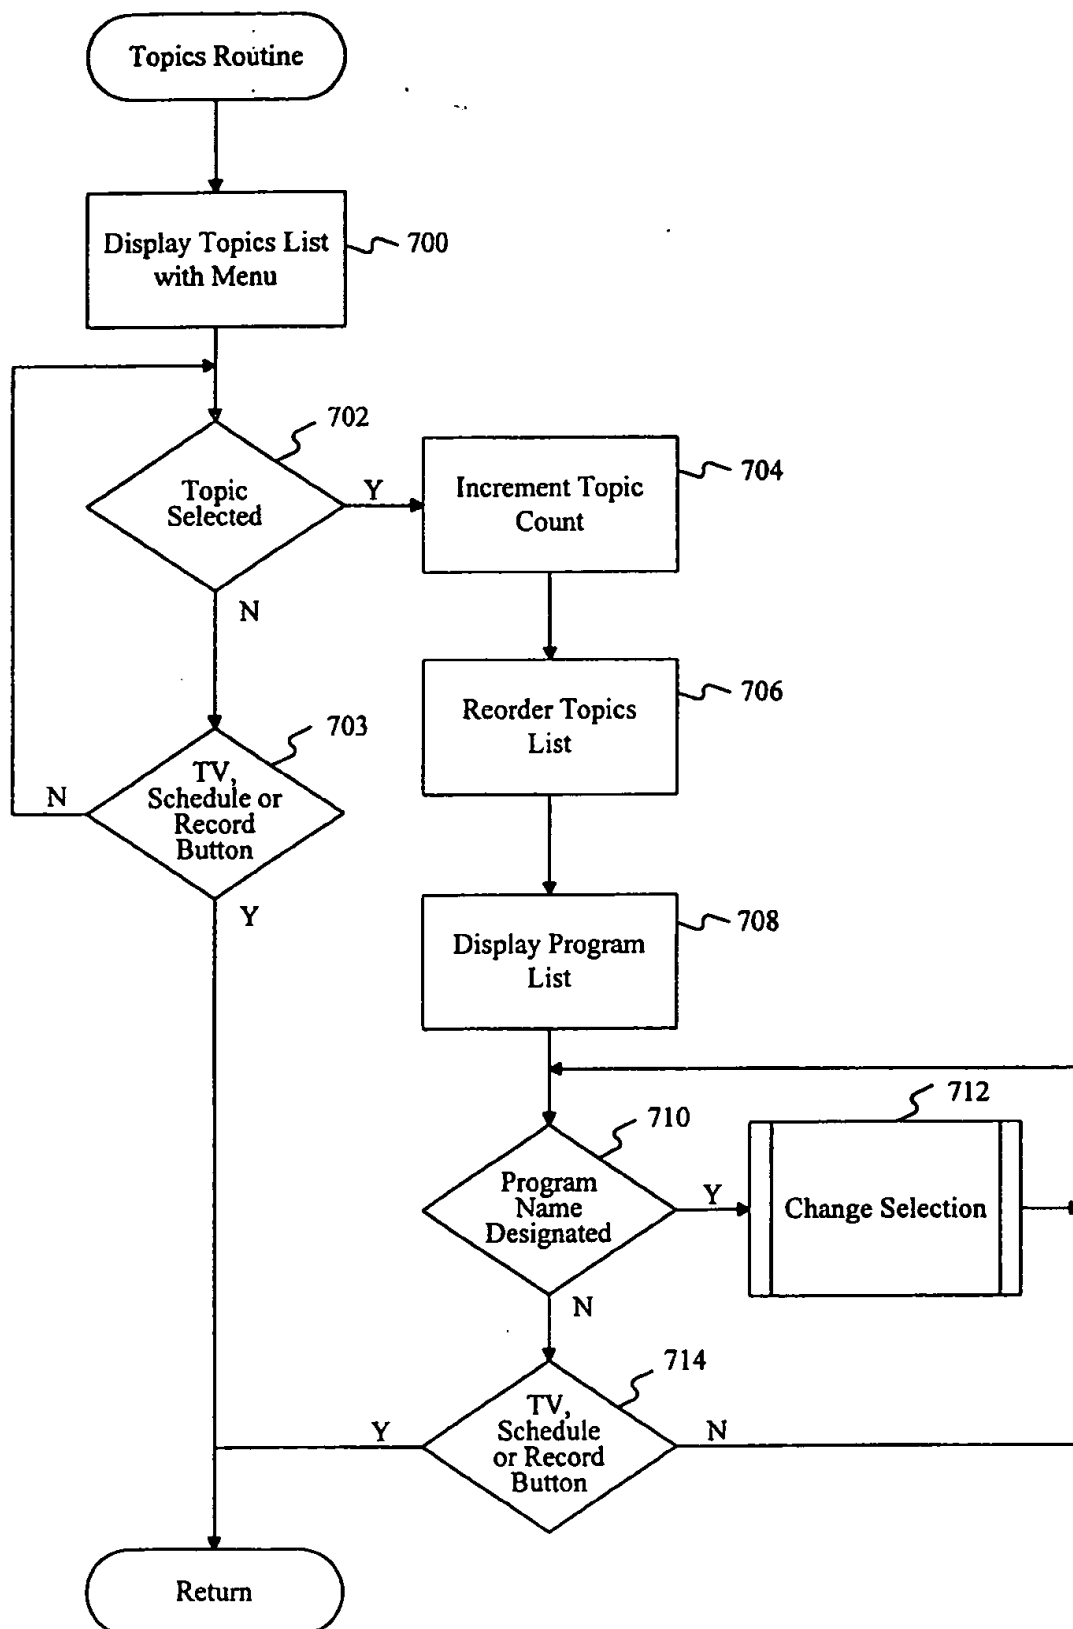 Topics Routine
Display Topics List
with Menu
700
702
Topic
Selected
Y
N
Increment Topic
Count
704
Reorder Topics
List
706
703
TV,
Schedule or
Record
Button
N
Y
Display Program
List
708
710
Program
Name
Designated
Y
N
712
Change Selection
714
TV,
Schedule
or Record
Button
Y
N
Return